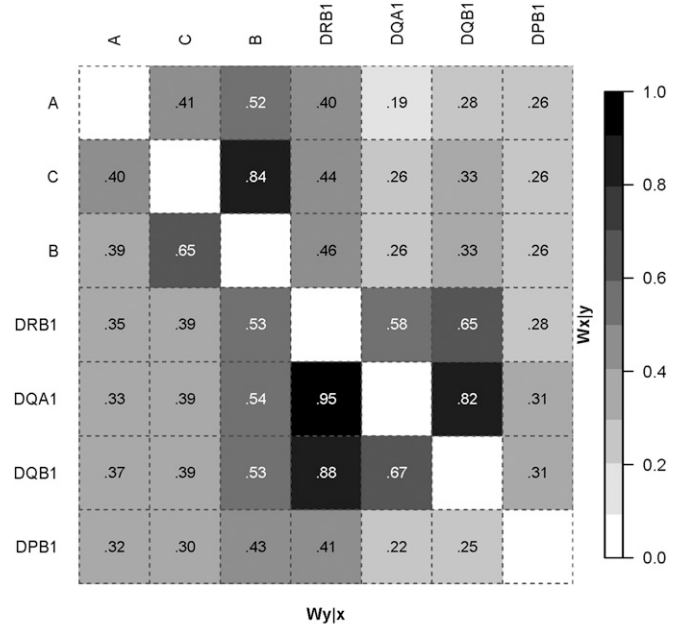 A C B DRB1 DQA1 DQB1 DPB1
A .41 .52 .40 .19 .28 .26
C .40 .84 .44 .26 .33 .26
B .39 .65 .46 .26 .33 .26
DRB1 .35 .39 .53 .58 .65 .28
DQA1 .33 .39 .54 .95 .82 .31
DQB1 .37 .39 .53 .88 .67 .31
DPB1 .32 .30 .43 .41 .22 .25
Wy|x
Wx|y
1.0
0.8
0.6
0.4
0.2
0.0